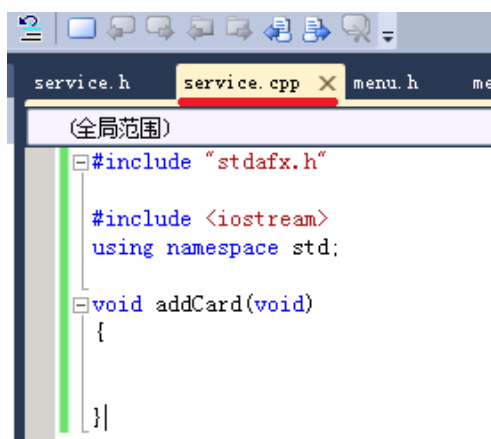 service.h service.cpp menu.h me
(全局范围)
#include "stdafx.h"
#include <iostream>
using namespace std;
void addCard(void)
{
}